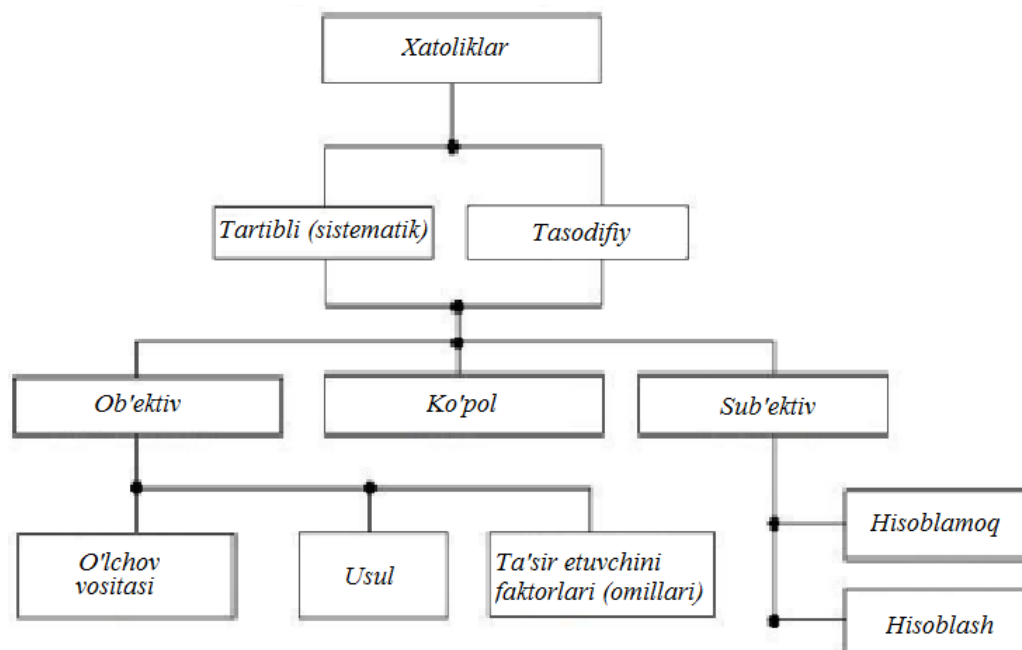 Xatoliklar
Tartibli (sistematik)
Tasodifiy
Ob'ektiv
Ko'pol
Sub'ektiv
O'lchov
vositasi
Usul
Ta'sir etuvchini
faktorlari (omillari)
Hisoblamoq
Hisoblash